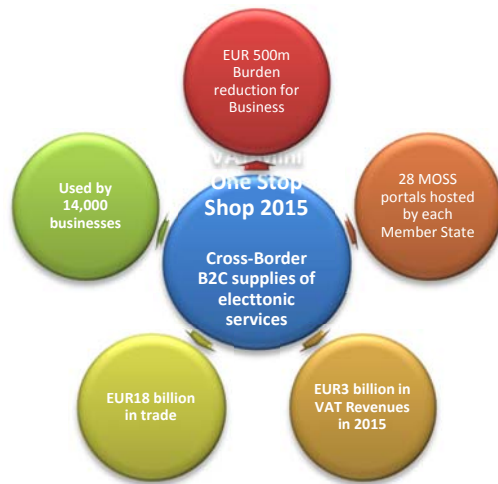 EUR 500m
Burden
reduction for
Business
Used by
14,000
businesses
28 MOSS
portals hosted
by each
Member State
VAT Mini
One Stop
Shop 2015
Cross-Border
B2C supplies of
electtonic
services
EUR18 billion
in trade
EUR3 billion in
VAT Revenues
in 2015